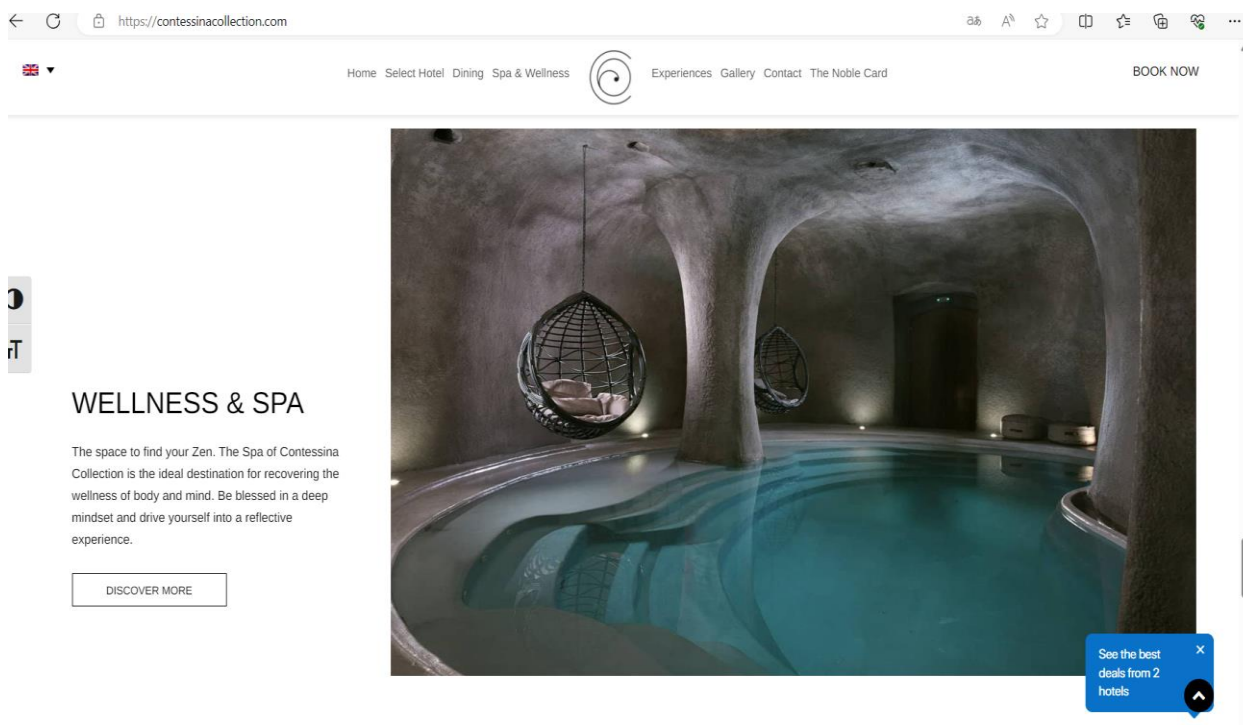 https://contessinacollection.com
Home Select Hotel Dining Spa & Wellness Experiences Gallery Contact The Noble Card BOOK NOW
WELLNESS & SPA
The space to find your Zen. The Spa of Contessina
Collection is the ideal destination for recovering the
wellness of body and mind. Be blessed in a deep
mindset and drive yourself into a reflective
experience.
DISCOVER MORE
See the best
deals from 2
hotels